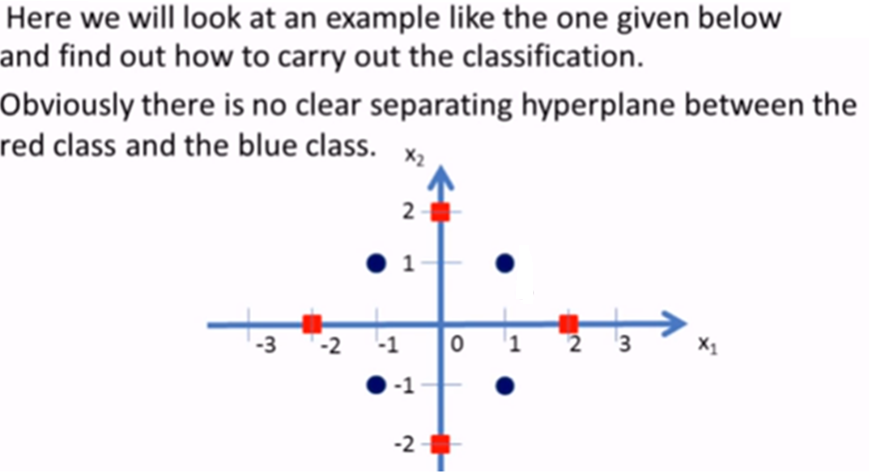 Here we will look at an example like the one given below
and find out how to carry out the classification.
Obviously there is no clear separating hyperplane between the
red class and the blue class.
x₂
2
1
-3 -2 -1 0 1 2 3 x₁
-1
-2